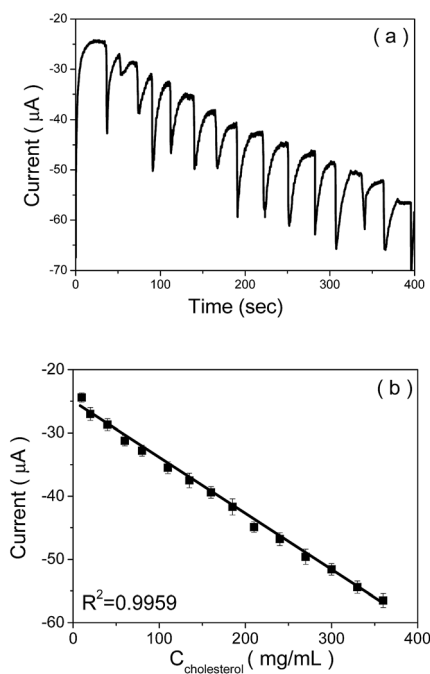 ( a )
-20
-30
-40
-50
-60
-70
Current ( μA )
0 100 200 300 400
Time (sec)
( b )
-20
-30
-40
-50
-60
Current ( μA )
R²=0.9959
0 100 200 300 400
C cholesterol ( mg/mL )